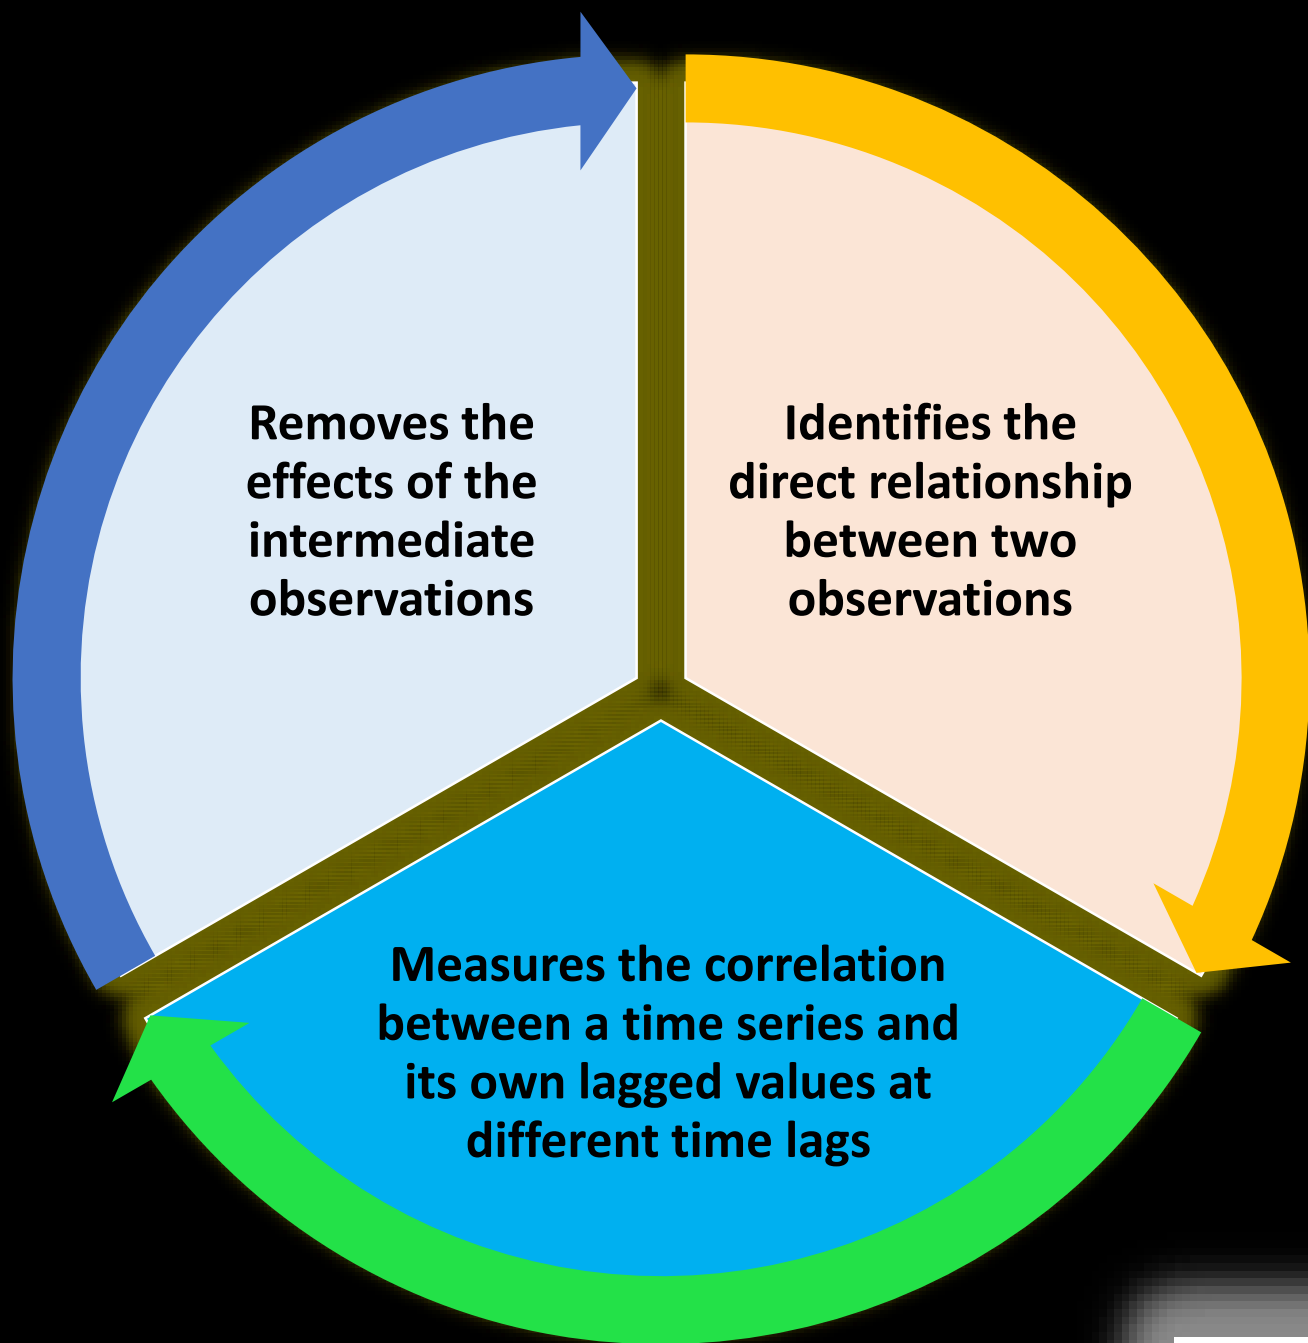 Removes the
effects of the
intermediate
observations
Identifies the
direct relationship
between two
observations
Measures the correlation
between a time series and
its own lagged values at
different time lags